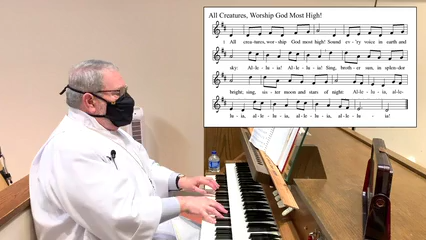 All Creatures, Worship God Most High!
1 All crea-tures, wor-ship God most high! Sound ev-'ry voice in earth and
sky: Al-le-lu-ia! Al-le-lu-ia! Sing, broth-er sun, in splen-dor
bright; sing, sis-ter moon and stars of night: Al-le-lu-ia, al-le-
lu-ia, al-le-lu-ia, al-le-lu-ia, al-le-lu-ia!